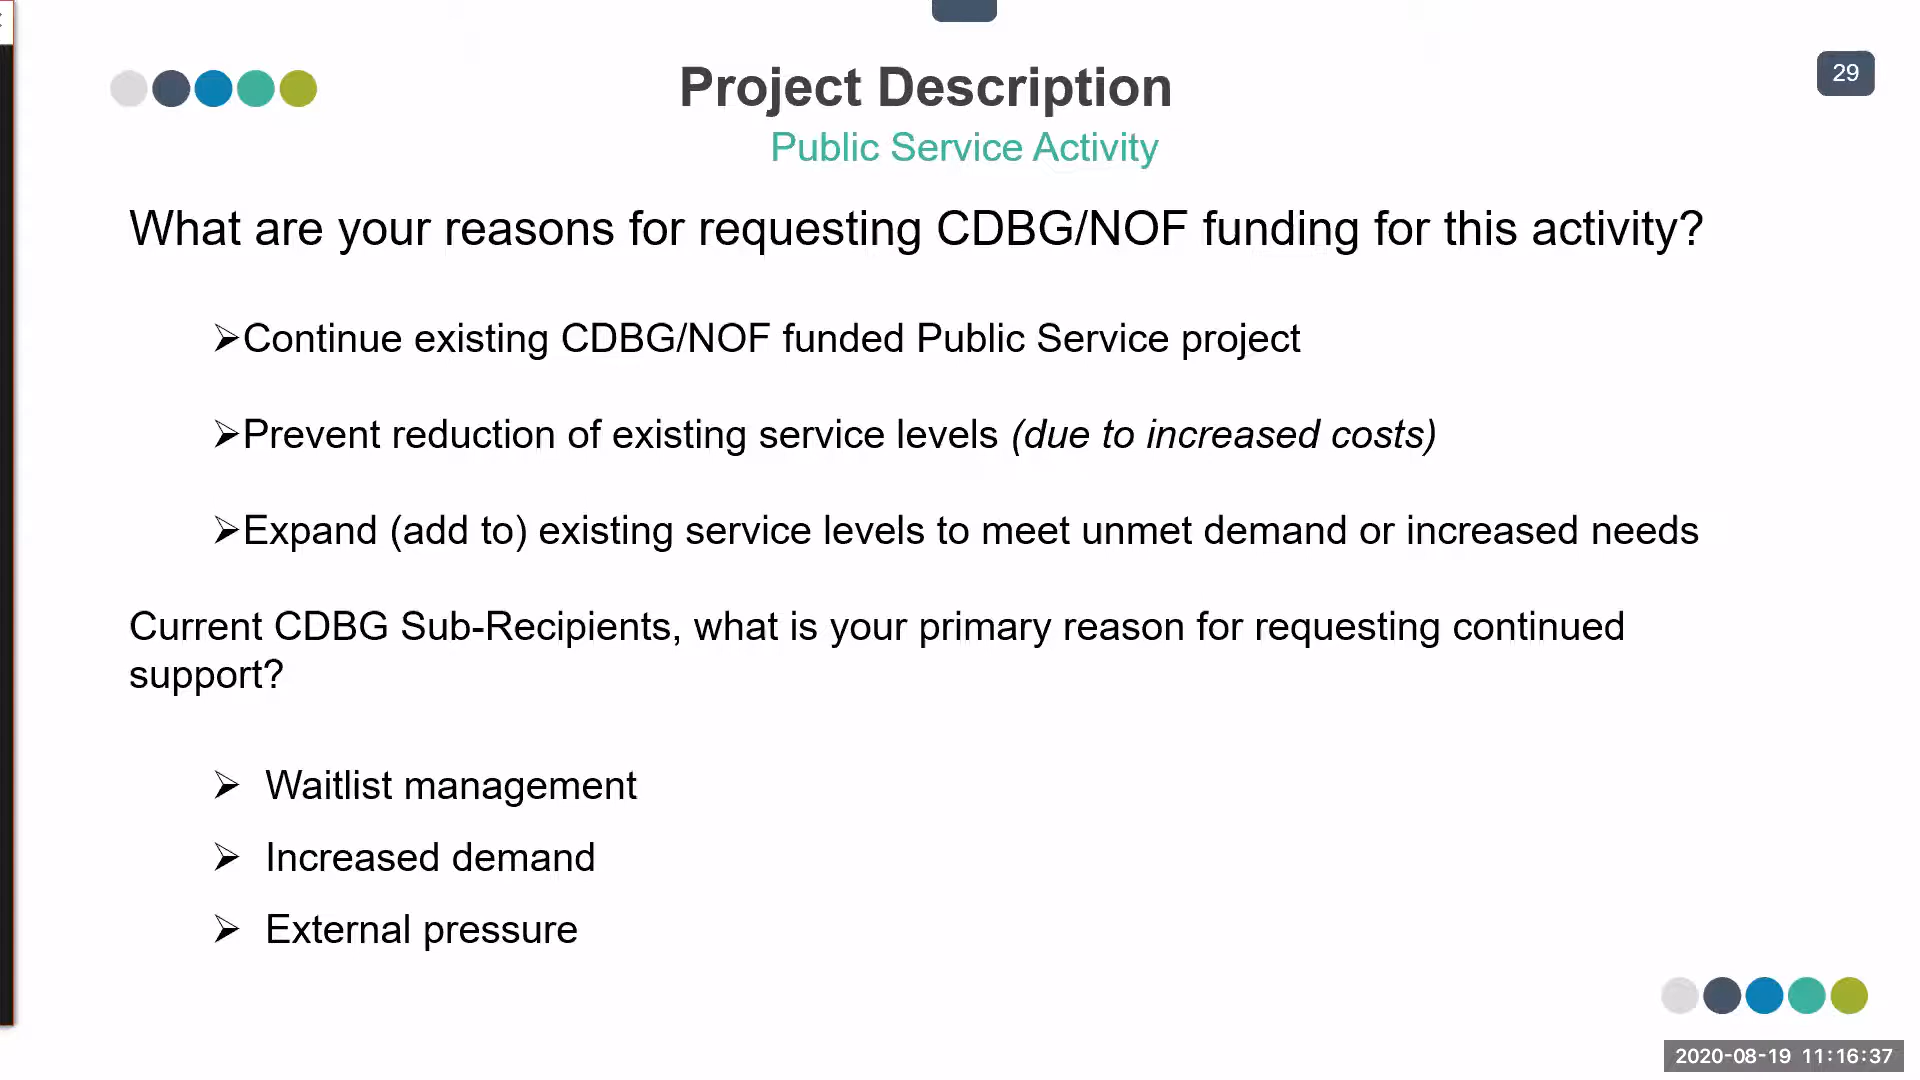 29
Project Description
Public Service Activity
What are your reasons for requesting CDBG/NOF funding for this activity?
➢Continue existing CDBG/NOF funded Public Service project
➢Prevent reduction of existing service levels (due to increased costs)
➢Expand (add to) existing service levels to meet unmet demand or increased needs
Current CDBG Sub-Recipients, what is your primary reason for requesting continued
support?
➢ Waitlist management
➢ Increased demand
➢ External pressure
2020-08-19 11:16:37